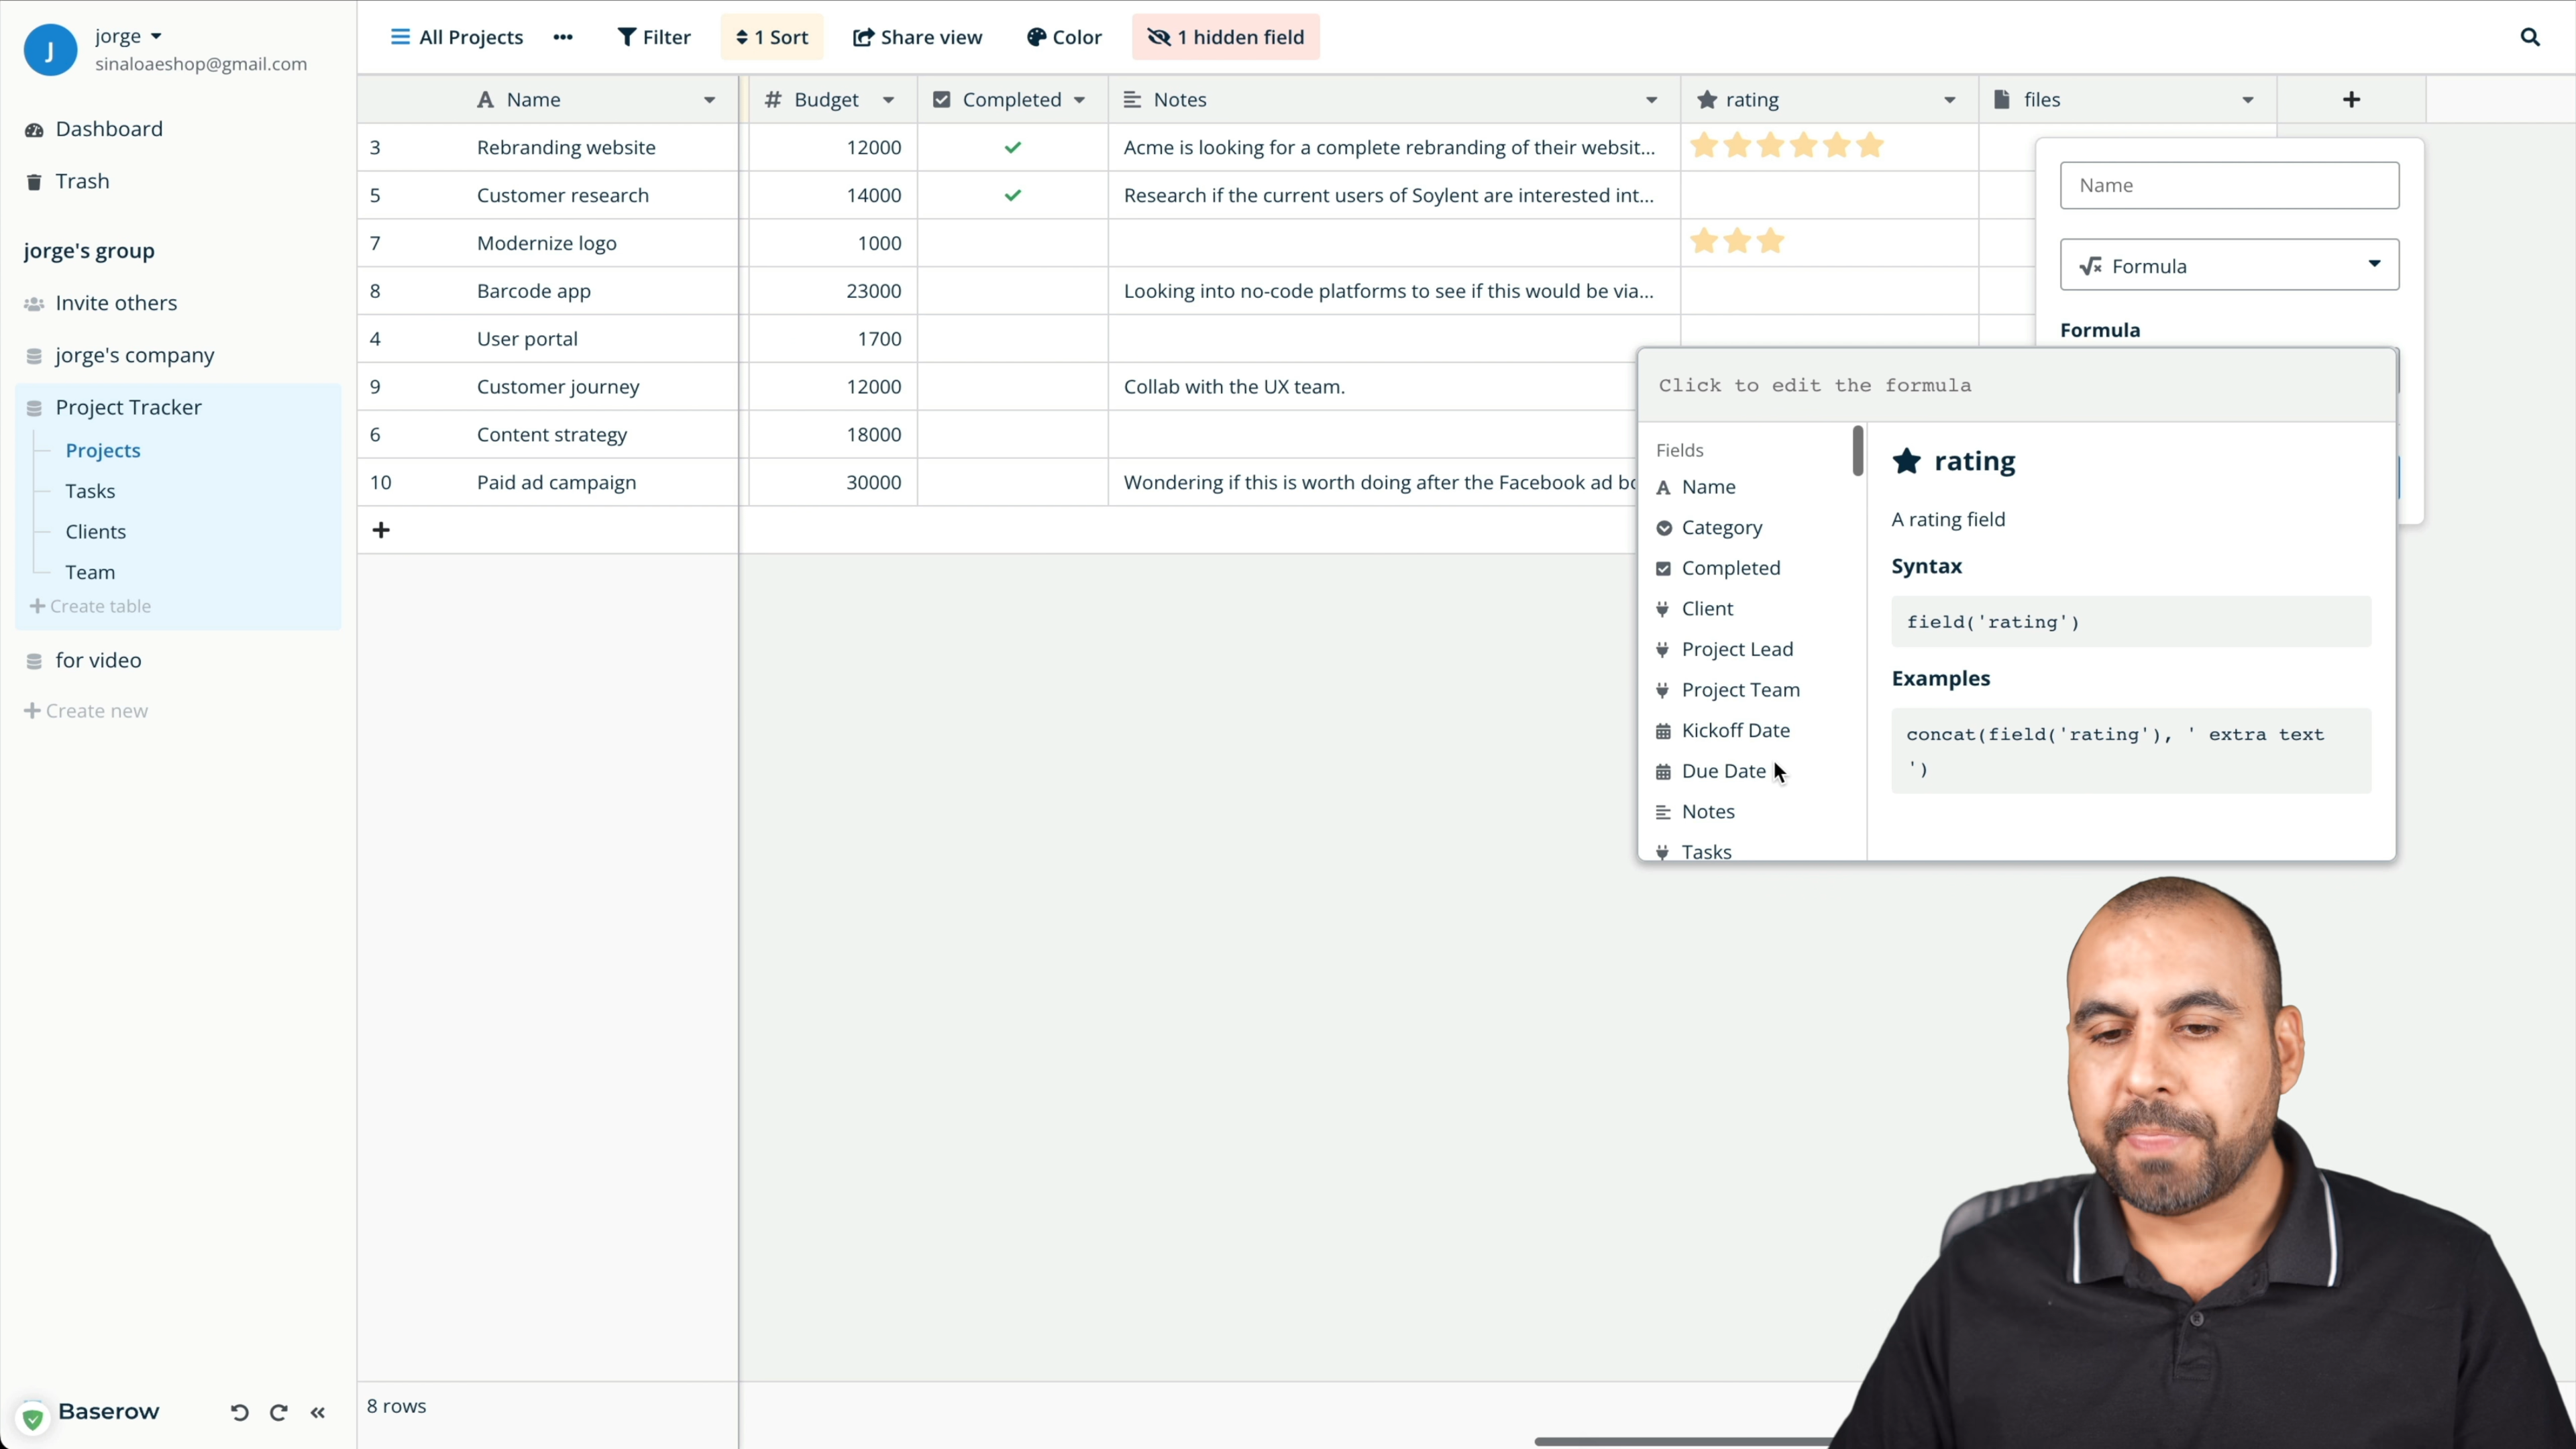 J
jorge
sinaloaeshop@gmail.com
Dashboard
Trash
jorge's group
Invite others
jorge's company
Project Tracker
Projects
Tasks
Clients
Team
+ Create table
for video
+ Create new
Baserow
All Projects ••• Filter 1 Sort Share view Color 1 hidden field
Name # Budget Completed Notes rating files +
3 Rebranding website 12000 Acme is looking for a complete rebranding of their websit...
5 Customer research 14000 Research if the current users of Soylent are interested int...
7 Modernize logo 1000
8 Barcode app 23000 Looking into no-code platforms to see if this would be via...
4 User portal 1700
9 Customer journey 12000 Collab with the UX team.
6 Content strategy 18000
10 Paid ad campaign 30000 Wondering if this is worth doing after the Facebook ad
+
8 rows
Name
Formula
Formula
Click to edit the formula
Fields
Name
Category
Completed
Client
Project Lead
Project Team
Kickoff Date
Due Date
Notes
Tasks
rating
A rating field
Syntax
field('rating')
Examples
concat(field('rating'), ' extra text
')